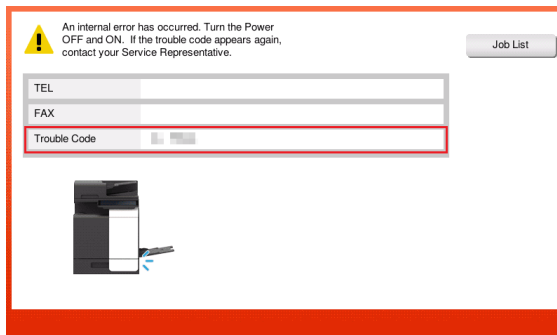 An internal error has occurred. Turn the Power
OFF and ON.  If the trouble code appears again,
contact your Service Representative.
Job List
TEL
FAX
Trouble Code